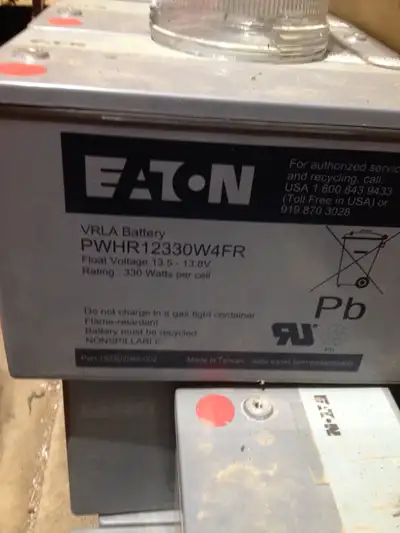 EATON
For authorized servic
and recycling, call
USA 1 800 843 9433
(Toll Free in USA) or
919 870 3028
VRLA Battery
PWHR12330W4FR
Float Voltage 13.5 - 13.8V
Rating : 330 Watts per cell
Do not charge in a gas tight container
Flame-retardant
Battery must be recycled
NONSPILLABLE
Pb
Made in Taiwan
EATON